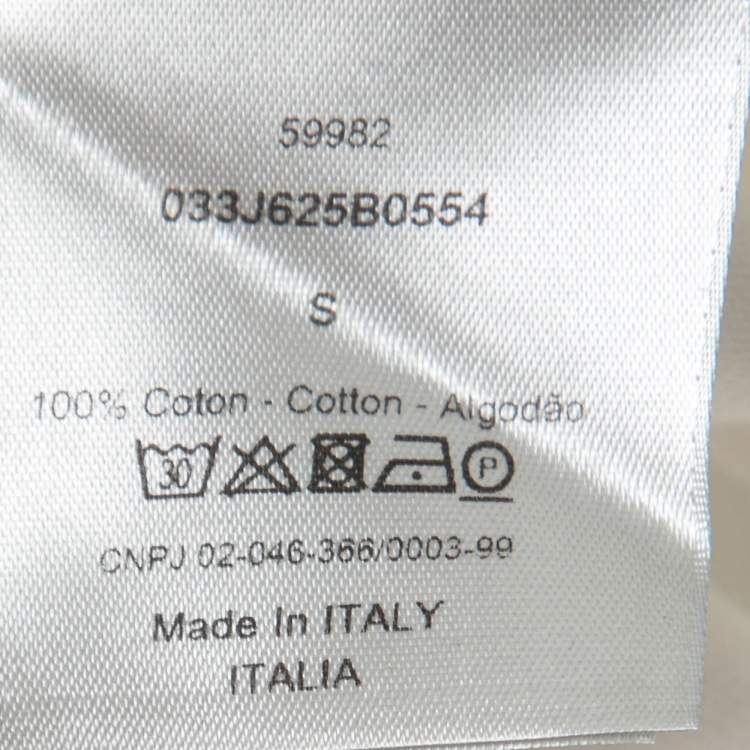 59982
033J625B0554
S
100% Coton - Cotton - Algodão
30 P
CNPJ 02-046-366/0003-99
Made In ITALY
ITALIA